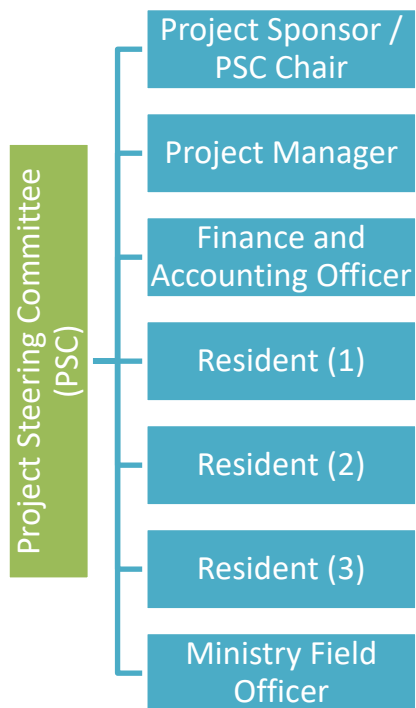 Project Steering Committee
(PSC)
Project Sponsor /
PSC Chair
Project Manager
Finance and
Accounting Officer
Resident (1)
Resident (2)
Resident (3)
Ministry Field
Officer